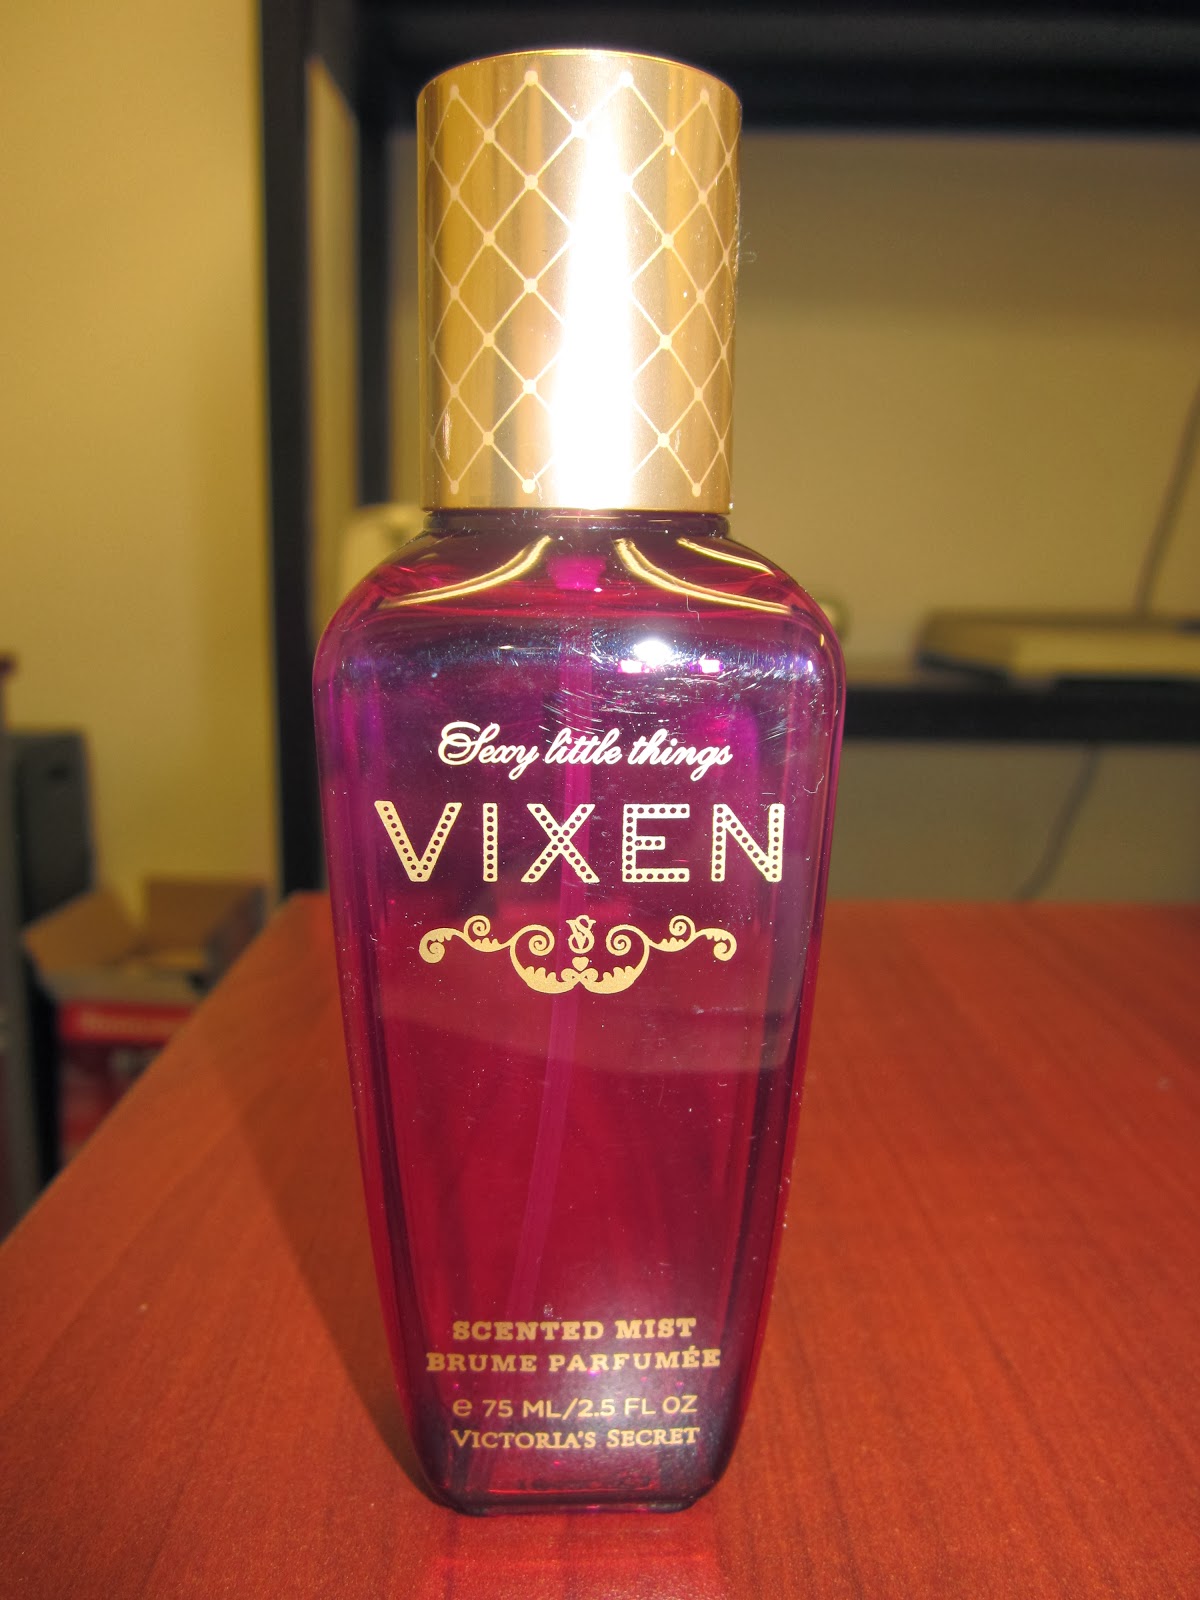 Sexy little things
VIXEN
VS
SCENTED MIST
BRUME PARFUMÉE
e 75 ML/2.5 FL OZ
VICTORIA'S SECRET